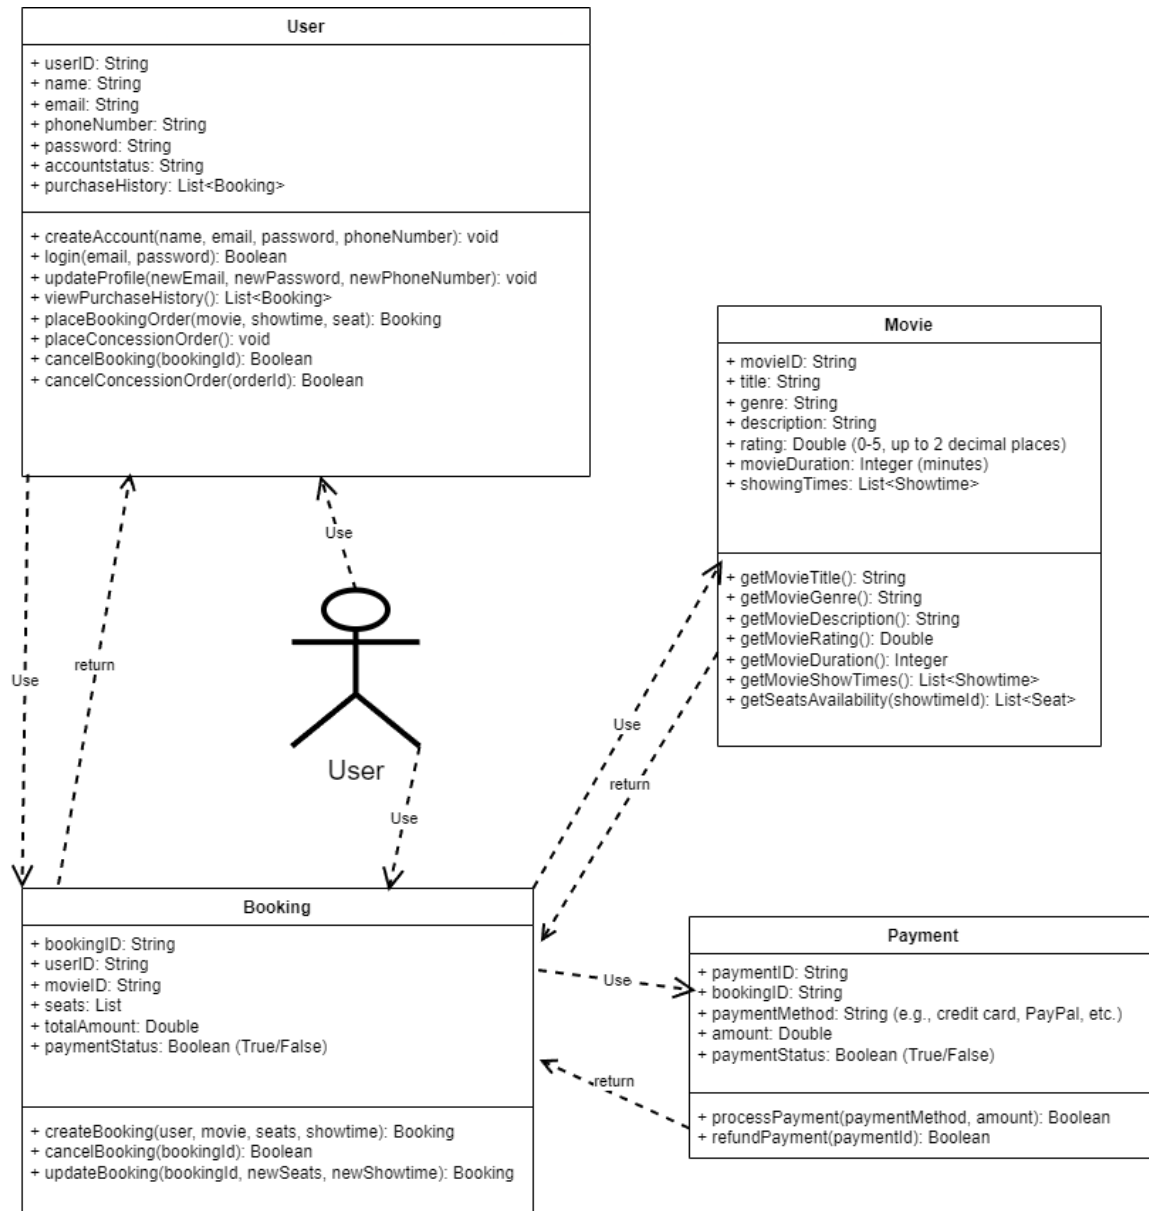 User
+ userID: String
+ name: String
+ email: String
+ phoneNumber: String
+ password: String
+ accountstatus: String
+ purchaseHistory: List<Booking>
+ createAccount(name, email, password, phoneNumber): void
+ login(email, password): Boolean
+ updateProfile(newEmail, newPassword, newPhoneNumber): void
+ viewPurchaseHistory(): List<Booking>
+ placeBookingOrder(movie, showtime, seat): Booking
+ placeConcessionOrder(): void
+ cancelBooking(bookingId): Boolean
+ cancelConcessionOrder(orderId): Boolean
Movie
+ movieID: String
+ title: String
+ genre: String
+ description: String
+ rating: Double (0-5, up to 2 decimal places)
+ movieDuration: Integer (minutes)
+ showingTimes: List<Showtime>
+ getMovieTitle(): String
+ getMovieGenre(): String
+ getMovieDescription(): String
+ getMovieRating(): Double
+ getMovieDuration(): Integer
+ getMovieShowTimes(): List<Showtime>
+ getSeatsAvailability(showtimeId): List<Seat>
Use
return
Use
User
Use
Use
return
Booking
+ bookingID: String
+ userID: String
+ movieID: String
+ seats: List
+ totalAmount: Double
+ paymentStatus: Boolean (True/False)
+ createBooking(user, movie, seats, showtime): Booking
+ cancelBooking(bookingId): Boolean
+ updateBooking(bookingId, newSeats, newShowtime): Booking
Use
return
Payment
+ paymentID: String
+ bookingID: String
+ paymentMethod: String (e.g., credit card, PayPal, etc.)
+ amount: Double
+ paymentStatus: Boolean (True/False)
+ processPayment(paymentMethod, amount): Boolean
+ refundPayment(paymentId): Boolean